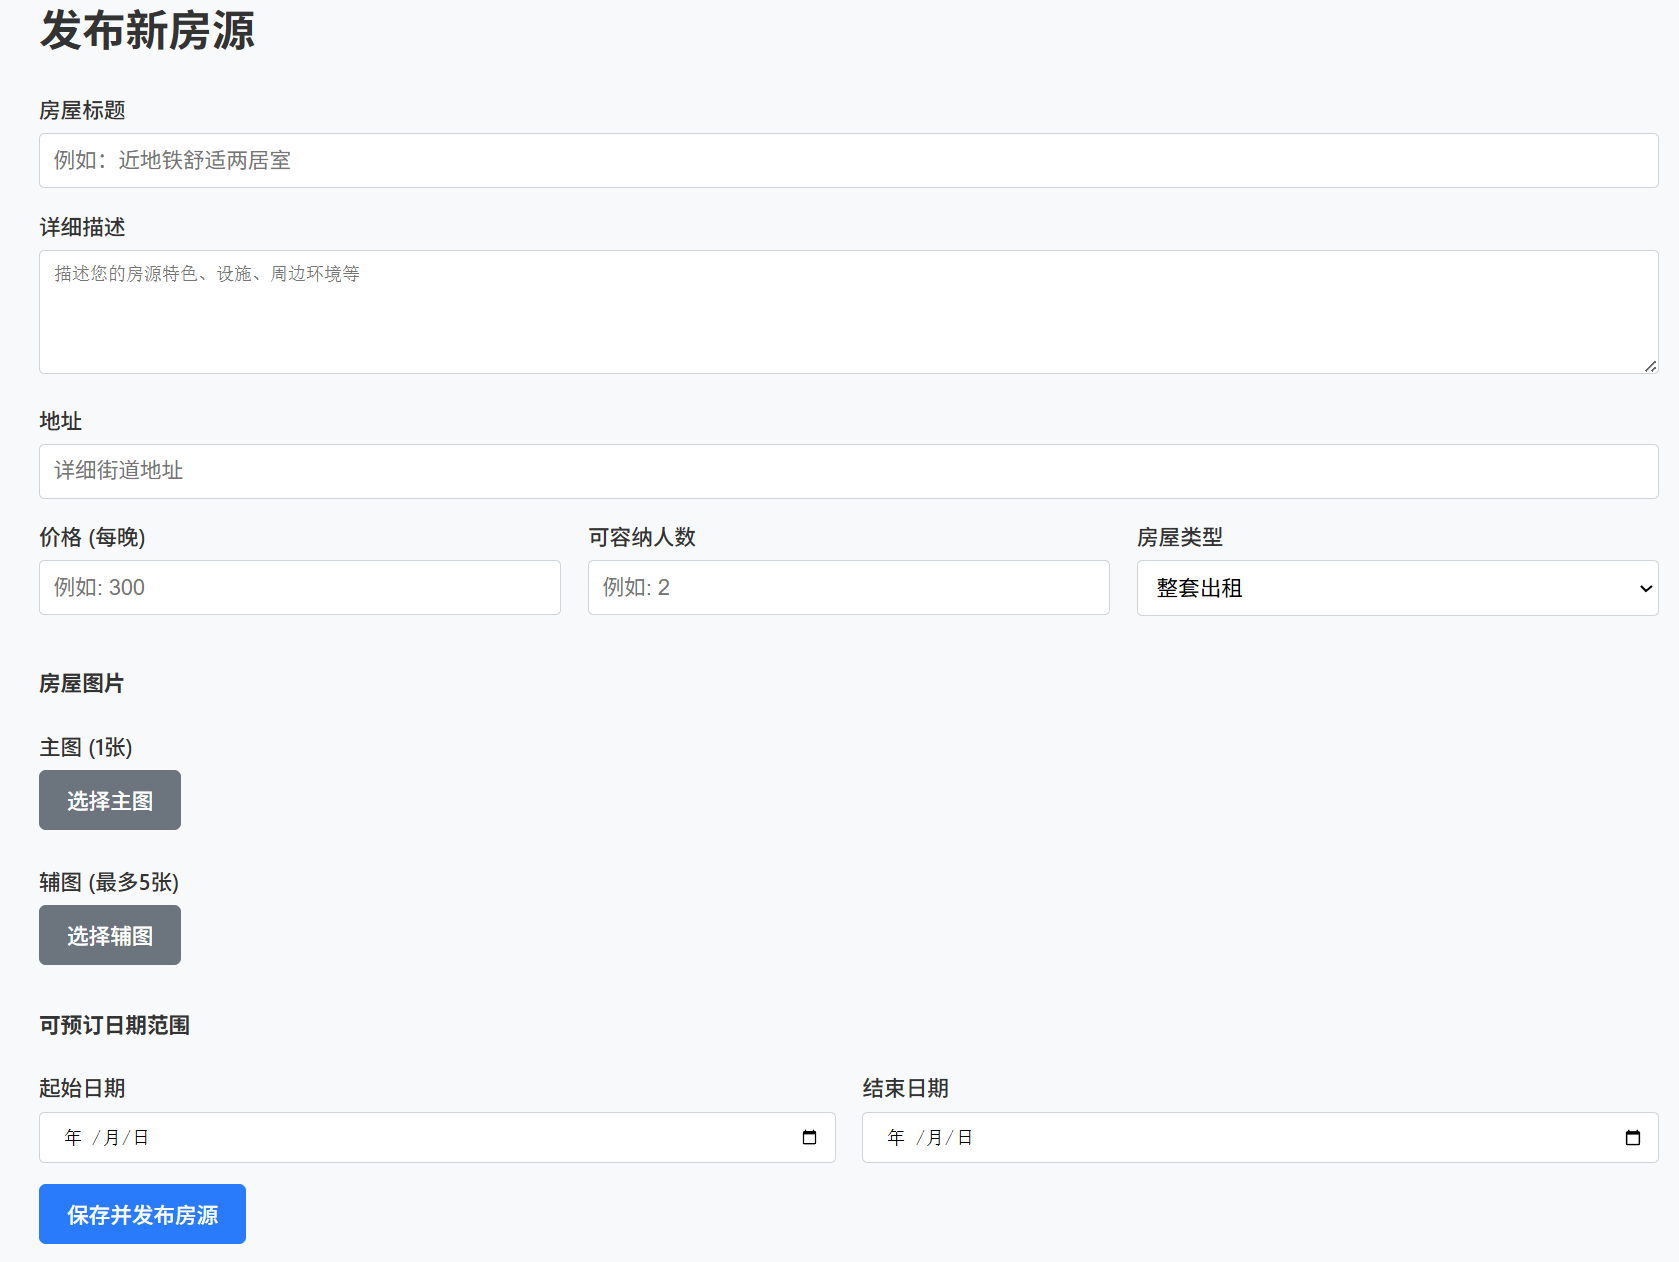 发布新房源
房屋标题
例如：近地铁舒适两居室
详细描述
描述您的房源特色、设施、周边环境等
地址
详细街道地址
价格 (每晚) 可容纳人数 房屋类型
例如: 300 例如: 2 整套出租
房屋图片
主图 (1张)
选择主图
辅图 (最多5张)
选择辅图
可预订日期范围
起始日期 结束日期
年 /月/日 年 /月/日
保存并发布房源